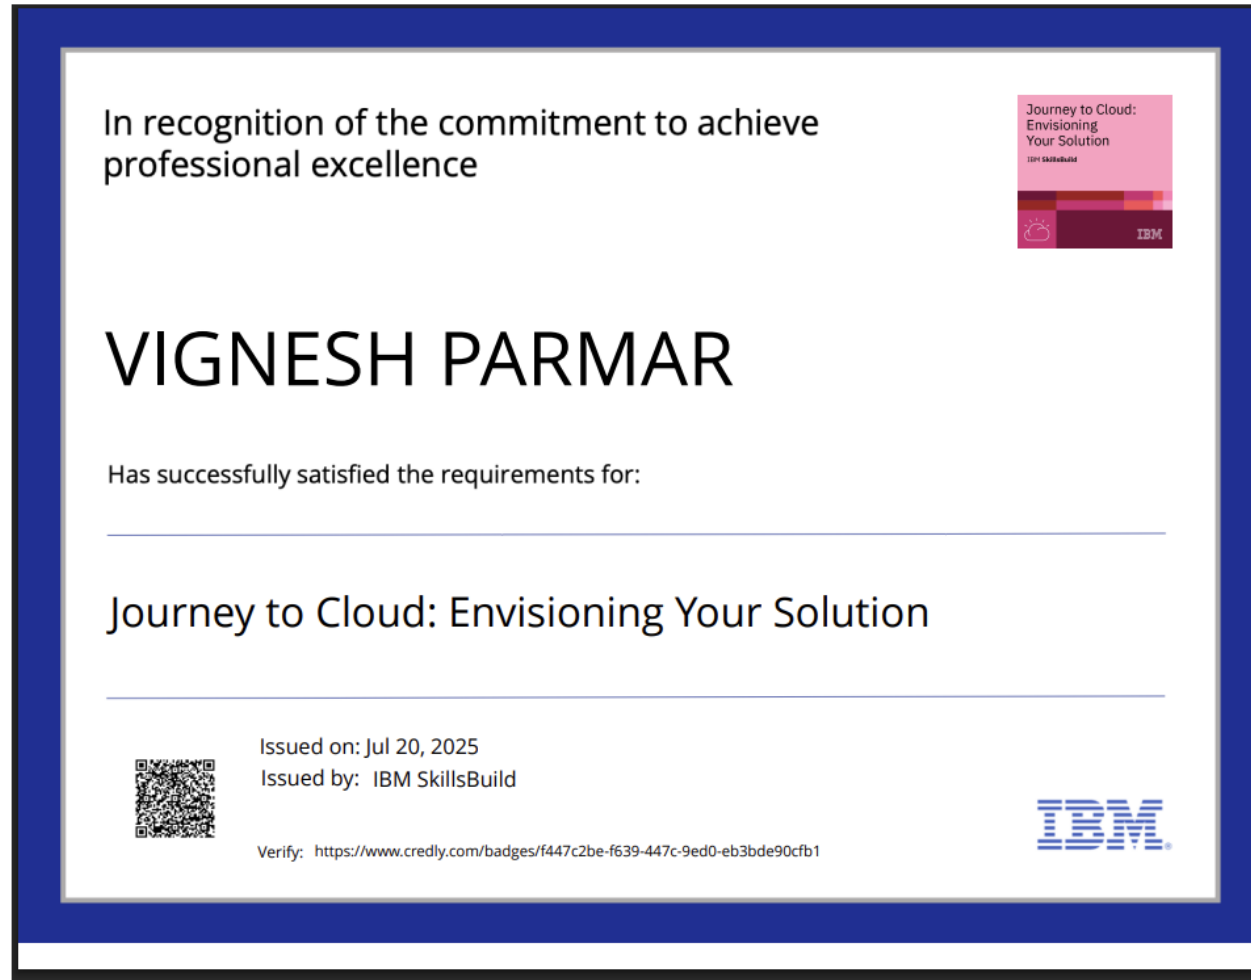 In recognition of the commitment to achieve
professional excellence
Journey to Cloud:
Envisioning
Your Solution
IBM SkillsBuild
IBM
VIGNESH PARMAR
Has successfully satisfied the requirements for:
Journey to Cloud: Envisioning Your Solution
Issued on: Jul 20, 2025
Issued by: IBM SkillsBuild
Verify: https://www.credly.com/badges/f447c2be-f639-447c-9ed0-eb3bde90cfb1
IBM®